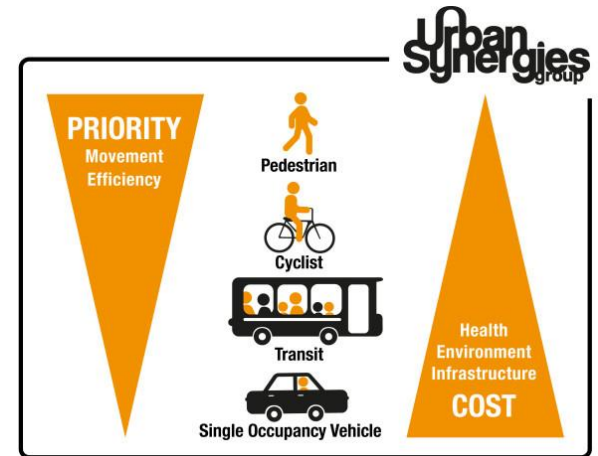 Urban
Synergies
group
PRIORITY
Movement
Efficiency
Pedestrian
Cyclist
Transit
Single Occupancy Vehicle
Health
Environment
Infrastructure
COST